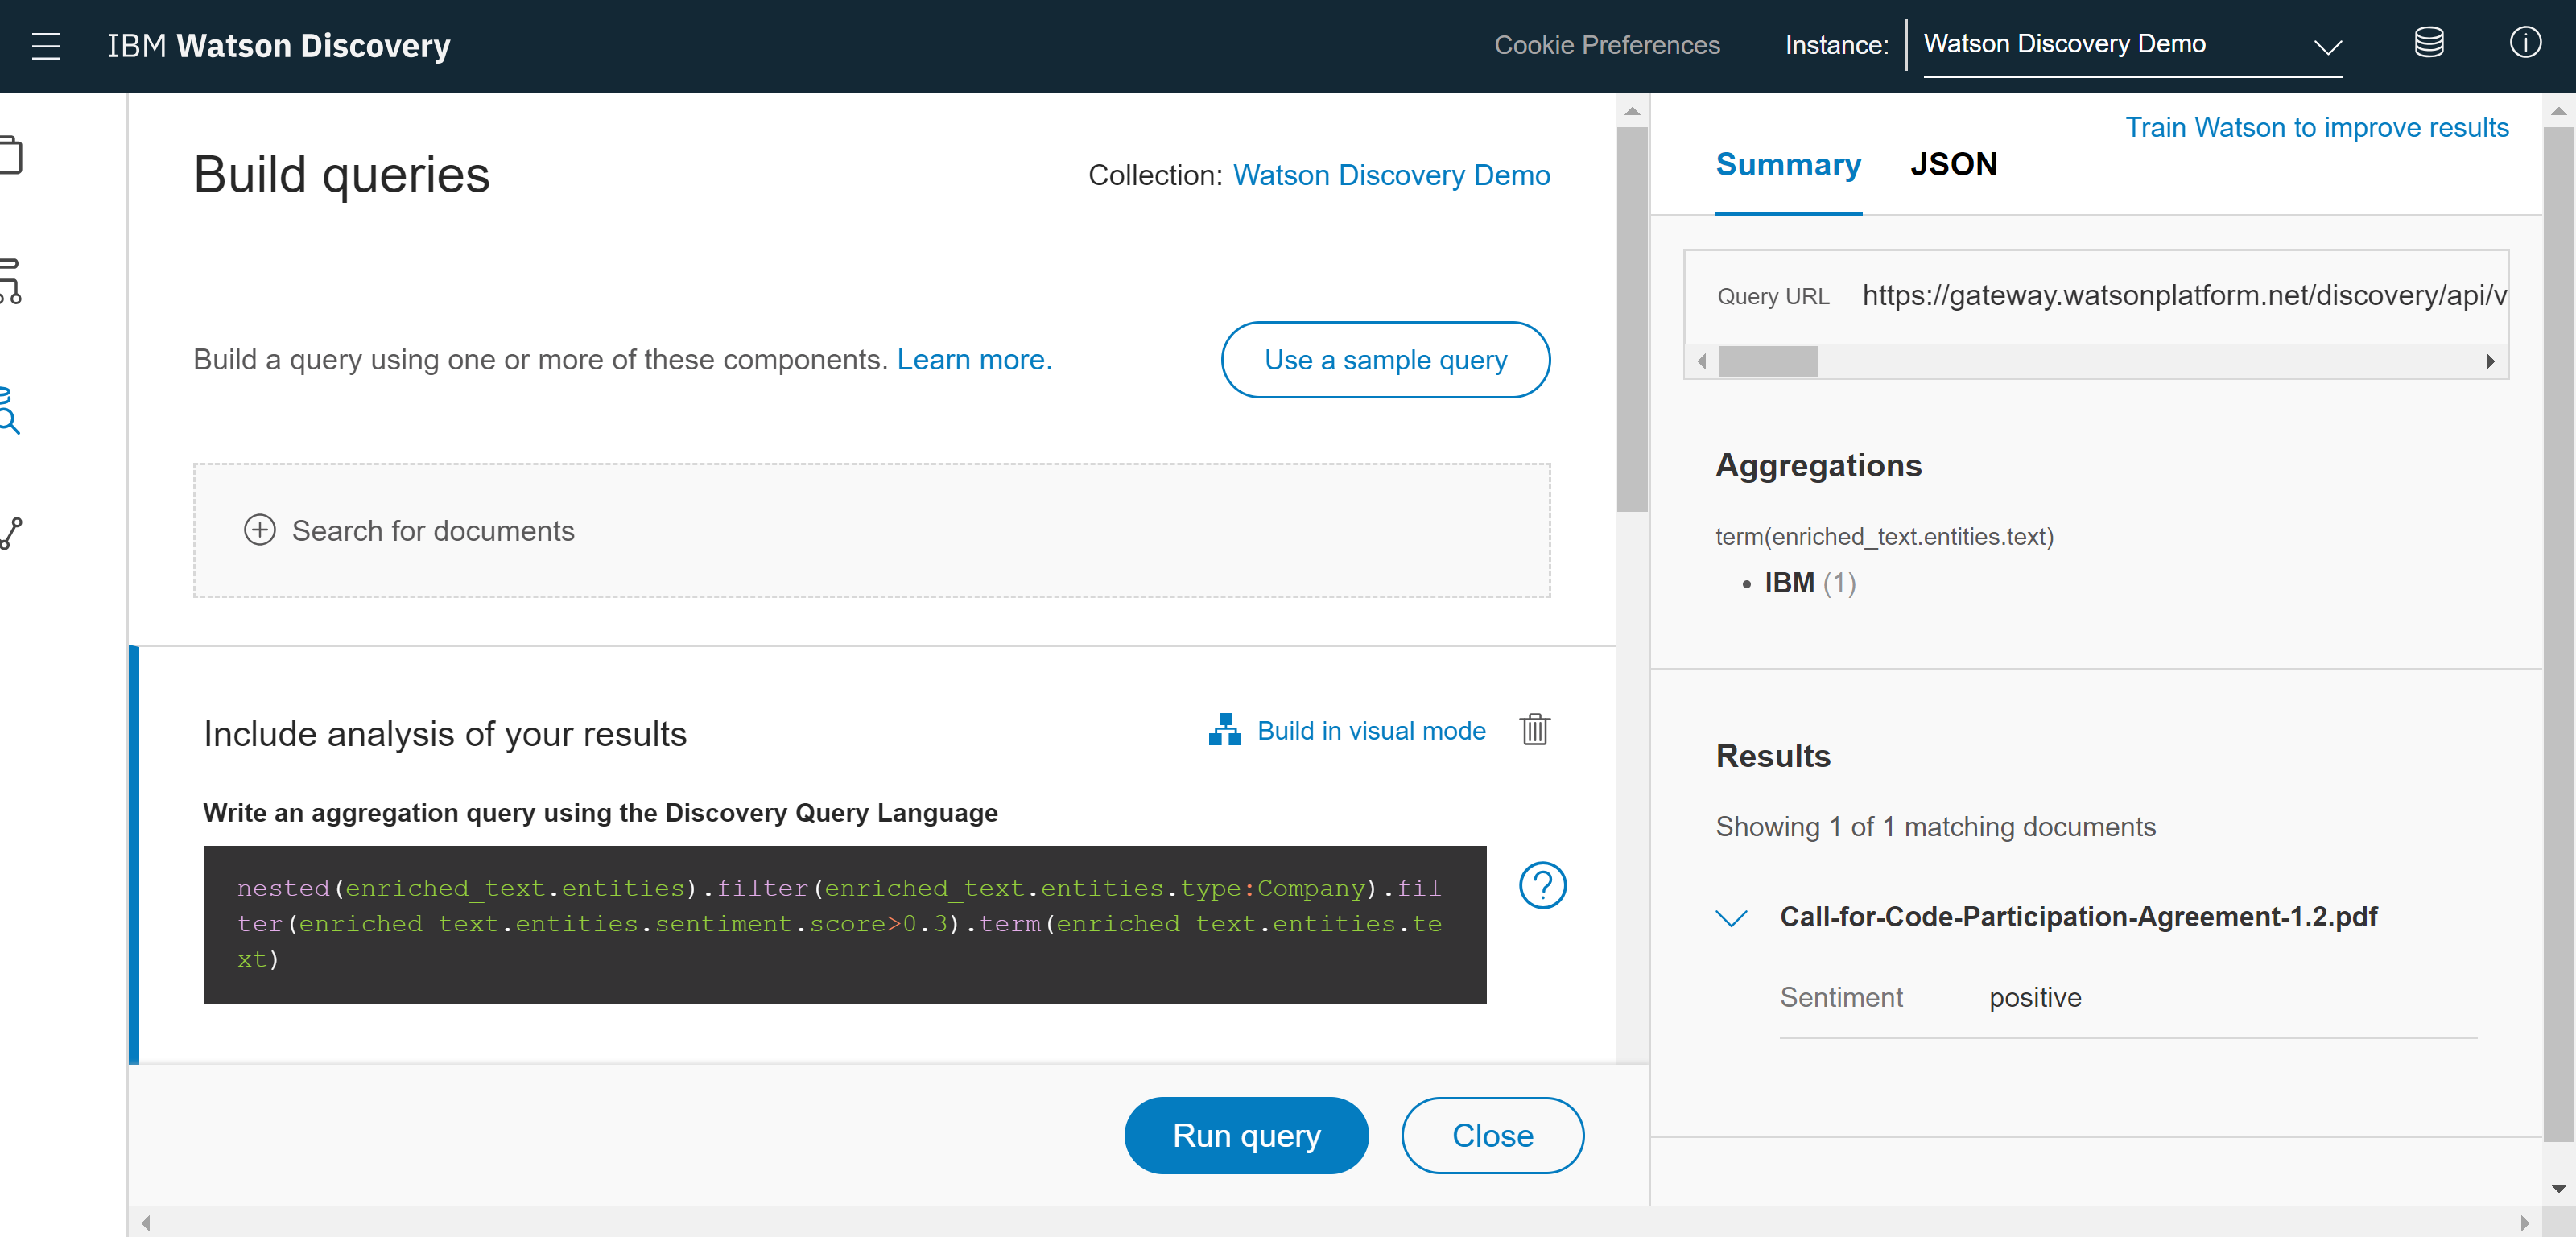 IBM Watson Discovery
Cookie Preferences
Instance:
Watson Discovery Demo
Build queries
Collection: Watson Discovery Demo
Build a query using one or more of these components. Learn more.
Use a sample query
Search for documents
Include analysis of your results
Build in visual mode
Write an aggregation query using the Discovery Query Language
nested(enriched_text.entities).filter(enriched_text.entities.type:Company).fil
ter(enriched_text.entities.sentiment.score>0.3).term(enriched_text.entities.te
xt)
Run query
Close
Train Watson to improve results
Summary
JSON
Query URL https://gateway.watsonplatform.net/discovery/api/v
Aggregations
term(enriched_text.entities.text)
• IBM (1)
Results
Showing 1 of 1 matching documents
Call-for-Code-Participation-Agreement-1.2.pdf
Sentiment positive